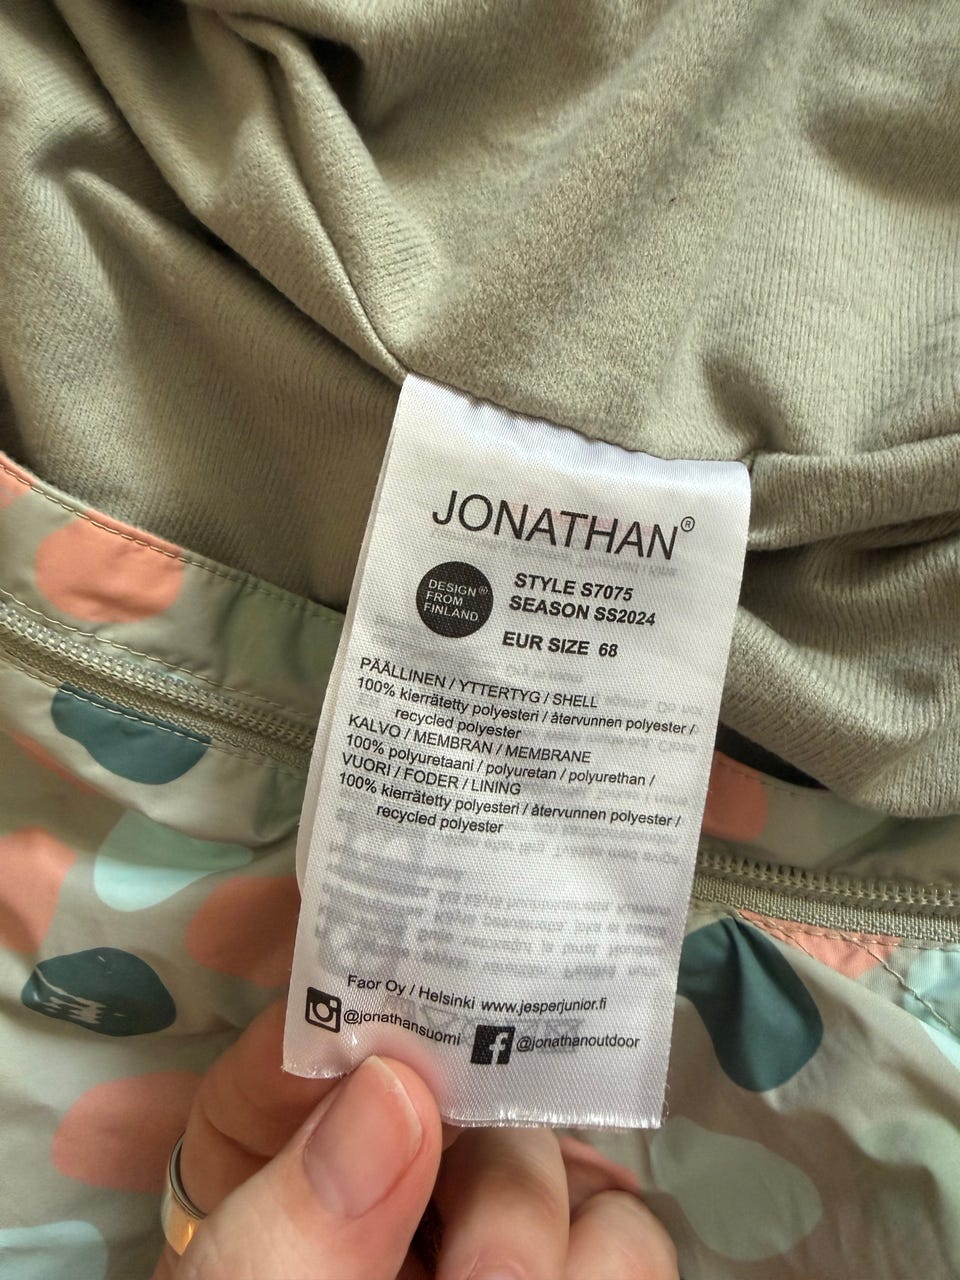 JONATHAN®
DESIGN®
FROM
FINLAND
STYLE S7075
SEASON SS2024
EUR SIZE 68
PÄÄLLINEN / YTTERTYG / SHELL
100% kierrätetty polyesteri / återvunnen polyester /
recycled polyester
KALVO / MEMBRAN / MEMBRANE
100% polyuretaani / polyuretan / polyurethan /
VUORI / FODER / LINING
100% kierrätetty polyesteri / återvunnen polyester /
recycled polyester
Faor Oy / Helsinki www.jesperjunior.fi
@jonathansuomi
@jonathanoutdoor